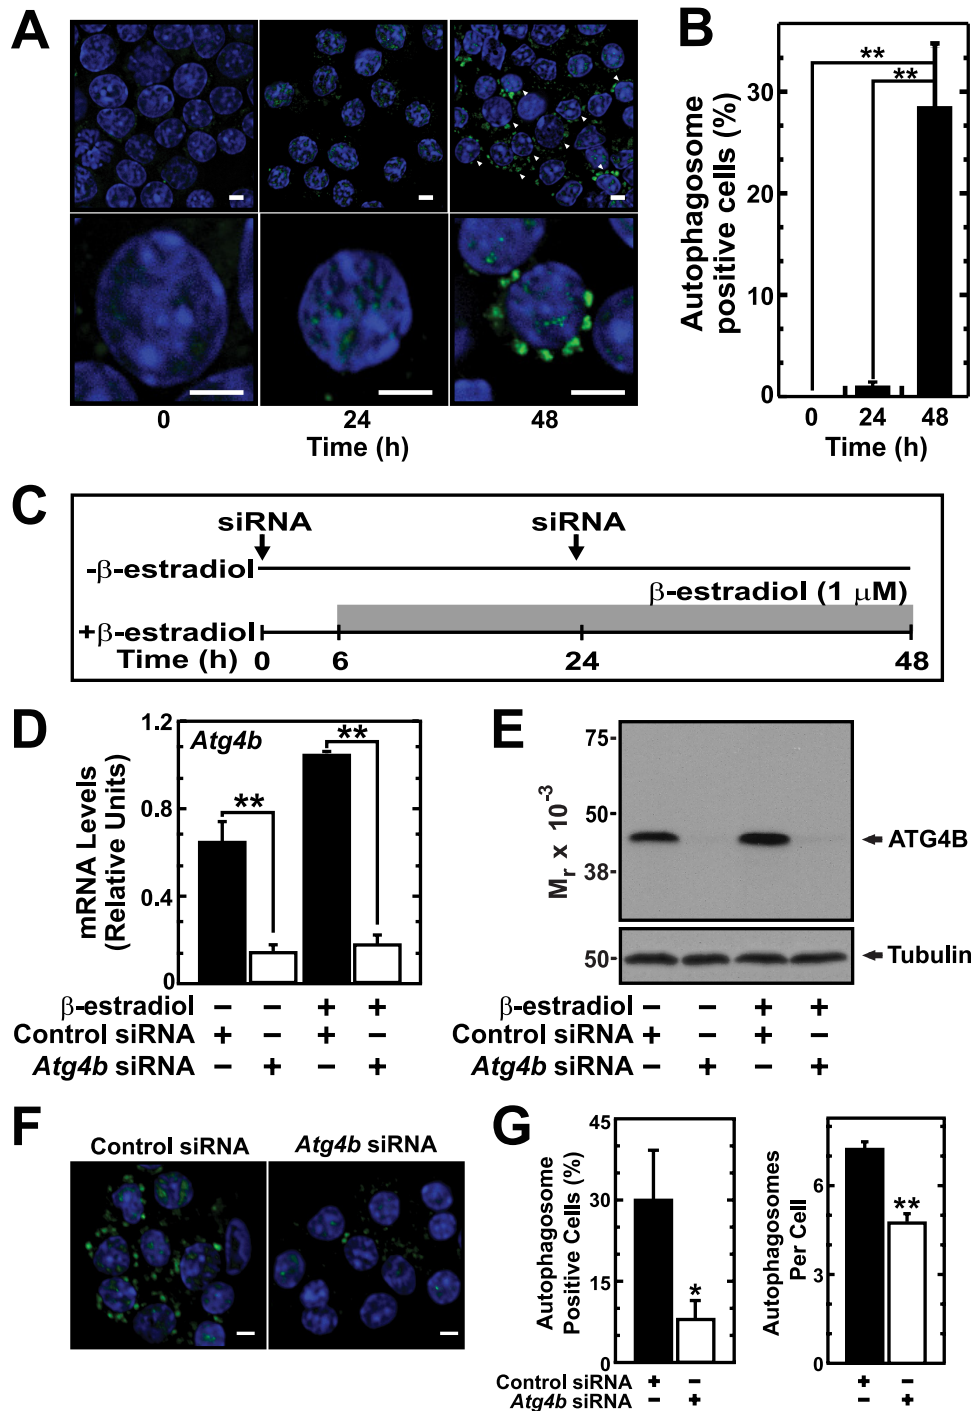 A
0
24
48
Time (h)
B
Autophagosome
positive cells (%)
30
20
10
0
**
**
0
24
48
Time (h)
C
siRNA
siRNA
-β-estradiol
β-estradiol (1 μM)
+β-estradiol
Time (h)
0
6
24
48
D
Atg4b
mRNA Levels
(Relative Units)
1.2
0.8
0.4
0
**
**
β-estradiol − − + +
Control siRNA + − + −
Atg4b siRNA − + − +
E
Mr x 10-3
75-
50-
38-
ATG4B
50-
Tubulin
β-estradiol − − + +
Control siRNA + − + −
Atg4b siRNA − + − +
F
Control siRNA
Atg4b siRNA
G
Autophagosome
Positive Cells (%)
45
30
15
0
*
Autophagosomes
Per Cell
6
3
0
**
Control siRNA + − + −
Atg4b siRNA − + − +